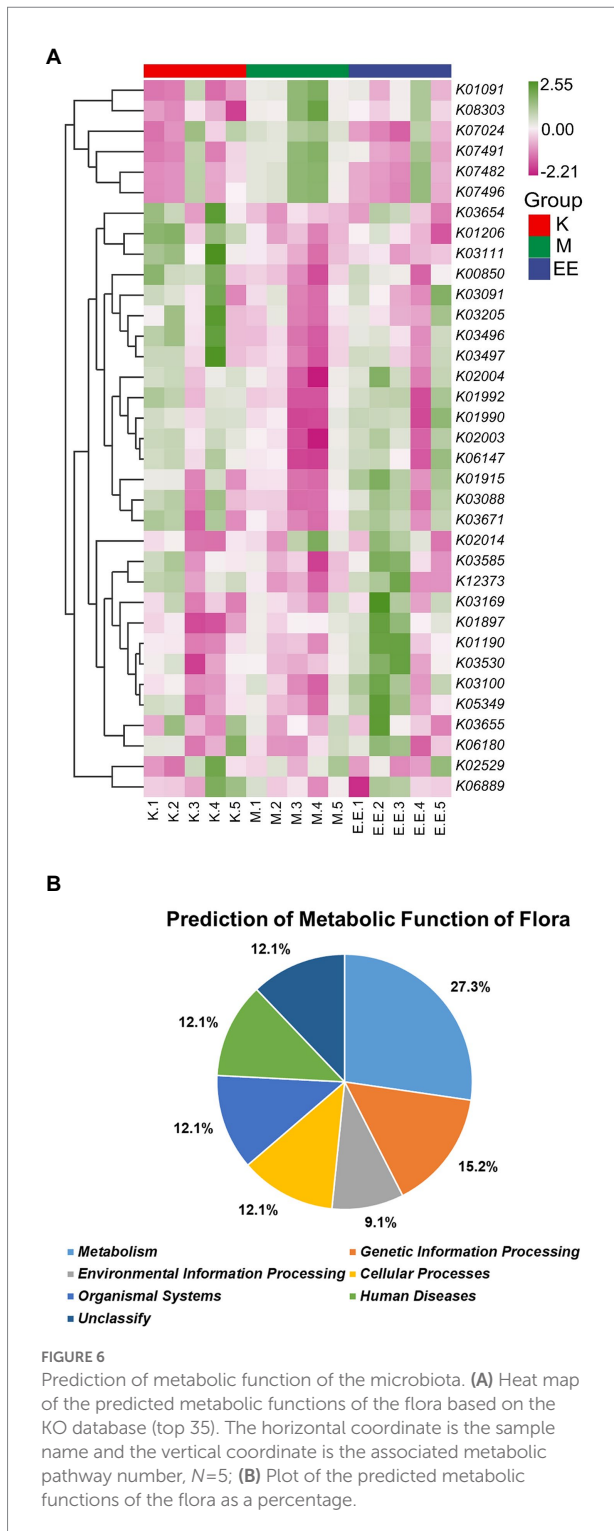 A
K01091
K08303
K07024
K07491
K07482
K07496
K03654
K01206
K03111
K00850
K03091
K03205
K03496
K03497
K02004
K01992
K01990
K02003
K06147
K01915
K03088
K03671
K02014
K03585
K12373
K03169
K01897
K01190
K03530
K03100
K05349
K03655
K06180
K02529
K06889
2.55
0.00
-2.21
Group
K
M
EE
K.1
K.2
K.3
K.4
K.5
M.1
M.2
M.3
M.4
M.5
E.E.1
E.E.2
E.E.3
E.E.4
E.E.5
B
Prediction of Metabolic Function of Flora
12.1%
27.3%
12.1%
12.1%
15.2%
12.1%
9.1%
Metabolism
Genetic Information Processing
Environmental Information Processing
Cellular Processes
Organismal Systems
Human Diseases
Unclassify
FIGURE 6
Prediction of metabolic function of the microbiota. (A) Heat map
of the predicted metabolic functions of the flora based on the
KO database (top 35). The horizontal coordinate is the sample
name and the vertical coordinate is the associated metabolic
pathway number, N=5; (B) Plot of the predicted metabolic
functions of the flora as a percentage.